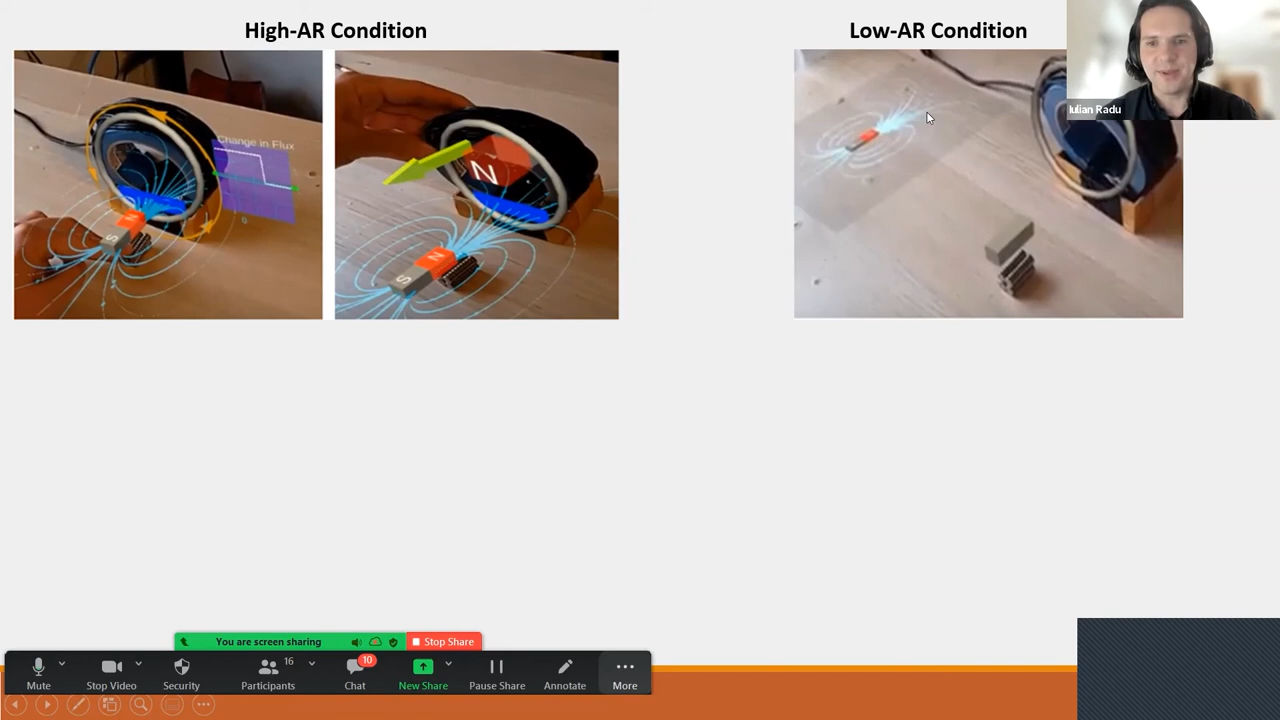 High-AR Condition
Low-AR Condition
Iulian Radu
Change in Flux
N
S
N
N
S
You are screen sharing
Stop Share
16
10
Mute
Stop Video
Security
Participants
Chat
New Share
Pause Share
Annotate
More